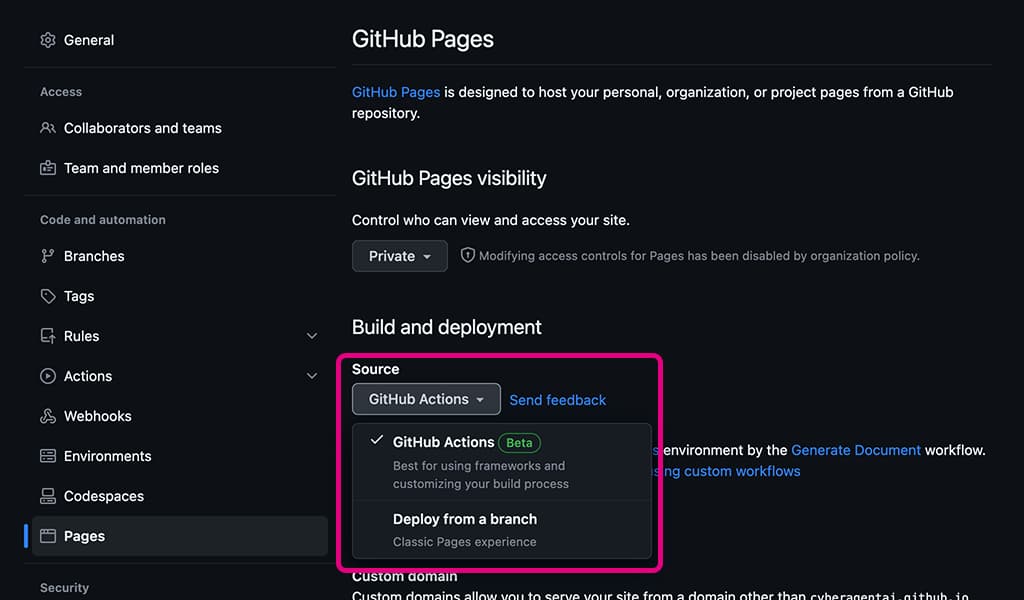 General
Access
Collaborators and teams
Team and member roles
Code and automation
Branches
Tags
Rules
Actions
Webhooks
Environments
Codespaces
Pages
Security
GitHub Pages
GitHub Pages is designed to host your personal, organization, or project pages from a GitHub
repository.
GitHub Pages visibility
Control who can view and access your site.
Private
Modifying access controls for Pages has been disabled by organization policy.
Build and deployment
Source
GitHub Actions
Send feedback
GitHub Actions Beta
Best for using frameworks and
customizing your build process
Deploy from a branch
Classic Pages experience
environment by the Generate Document workflow.
custom workflows
Custom domain
Custom domains allow you to serve your site from a domain other than cyberagentai.github.io